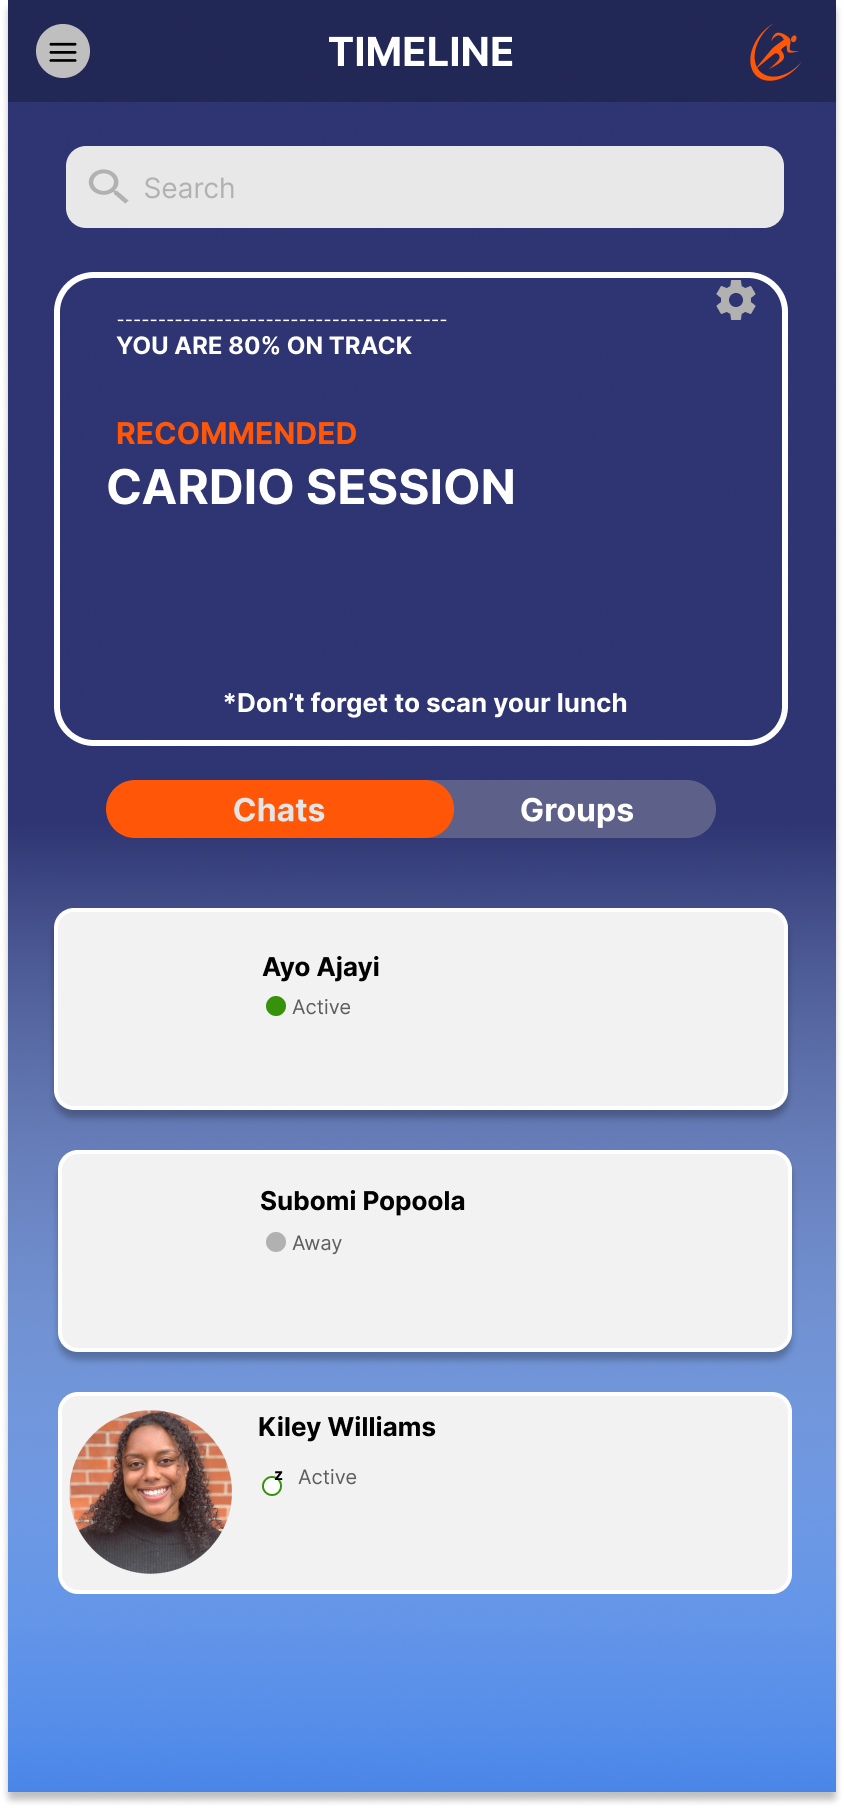 TIMELINE
Search
----------------------------------------
YOU ARE 80% ON TRACK
RECOMMENDED
CARDIO SESSION
*Don’t forget to scan your lunch
Chats Groups
Ayo Ajayi
Active
Subomi Popoola
Away
Kiley Williams
z Active